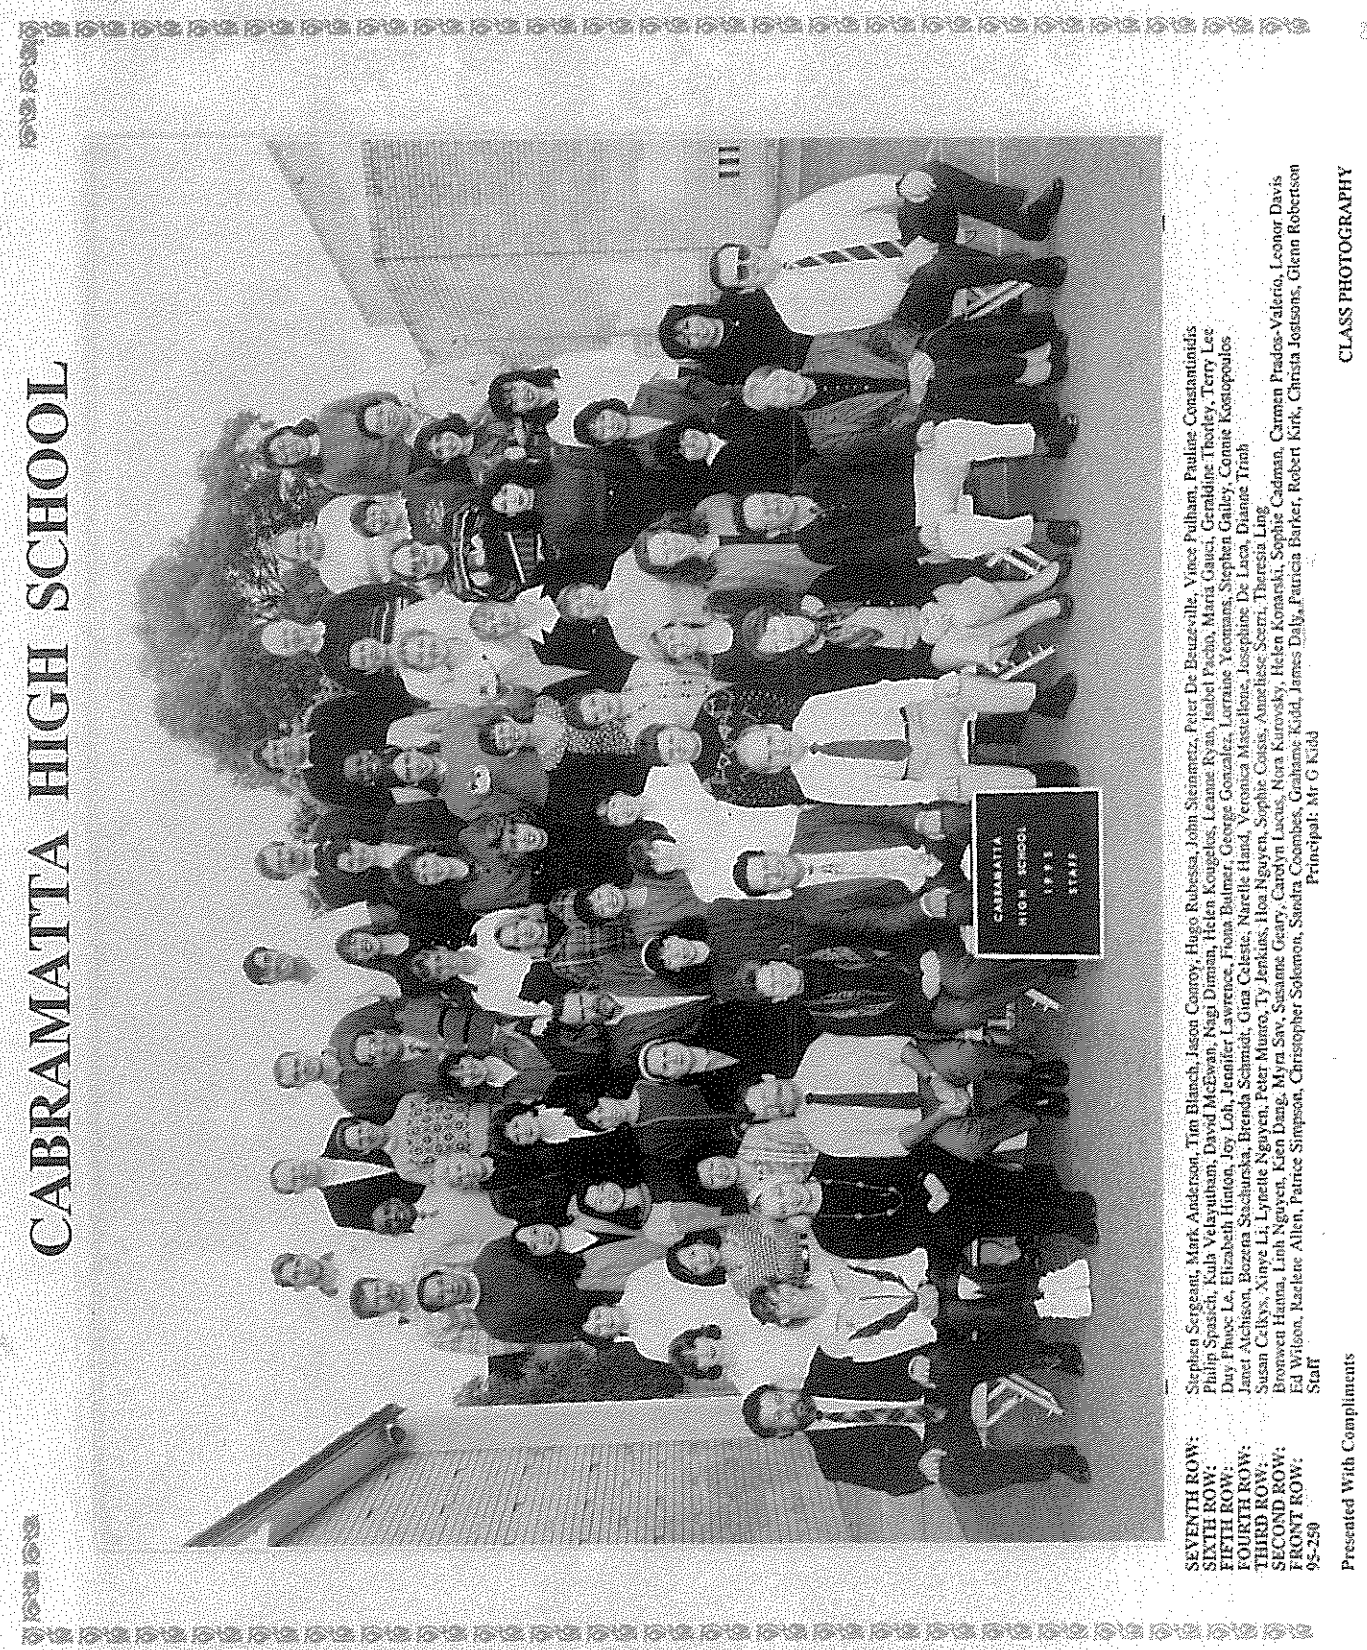 CABRAMATTA HIGH SCHOOL
CABRAMATTA
HIGH SCHOOL
1995
STAFF
SEVENTH ROW: Stephen Sergeant, Mark Anderson, Tim Blanch, Jason Conroy, Hugo Rubessa, John Steinmetz, Peter De Beuzeville, Vince Pulham, Pauline Constantinidis
SIXTH ROW: Philip Spasich, Kula Velayutham, David McEwan, Nagi Dimian, Helen Kougelos, Leanne Ryan, Isabel Pacho, Maria Gauci, Geraldine Thorley, Terry Lee
FIFTH ROW: Duy Phuoc Le, Elizabeth Hinton, Joy Loh, Jennifer Lawrence, Fiona Bulmer, George Gonzalez, Lorraine Yeomans, Stephen Gailey, Connie Kostopoulos
FOURTH ROW: Janet Atchison, Bozena Stachurska, Brenda Schmidt, Gina Celeste, Narelle Hand, Veronica Mastellone, Josephine De Luca, Dianne Trinh
THIRD ROW: Susan Celkys, Xinye Li, Lynette Nguyen, Peter Munro, Ty Jenkins, Hoa Nguyen, Sophie Coisis, Anneliese Scerri, Theresia Ling
SECOND ROW: Bronwen Hanna, Linh Nguyen, Kien Dang, Myra Sav, Susanne Geary, Carolyn Lucus, Nora Kurovsky, Helen Konarski, Sophie Cadman, Carmen Prados-Valerio, Leonor Davis
FRONT ROW: Ed Wilson, Raelene Allen, Patrice Simpson, Christopher Solomon, Sandra Coombes, Grahame Kidd, James Daly, Patricia Barker, Robert Kirk, Christa Jostsons, Glenn Robertson
95-250 Staff Principal: Mr G Kidd
Presented With Compliments CLASS PHOTOGRAPHY